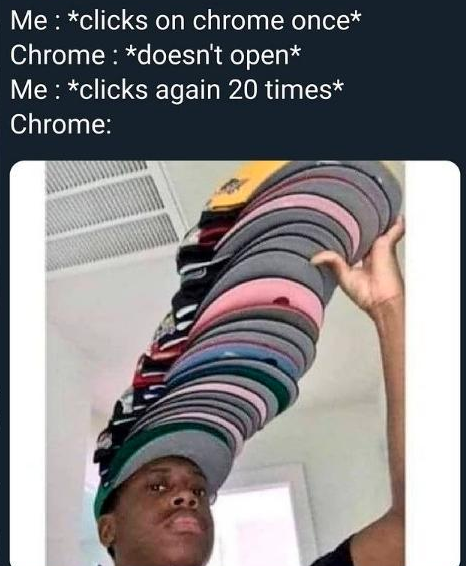 Me : *clicks on chrome once*
Chrome : *doesn't open*
Me : *clicks again 20 times*
Chrome: